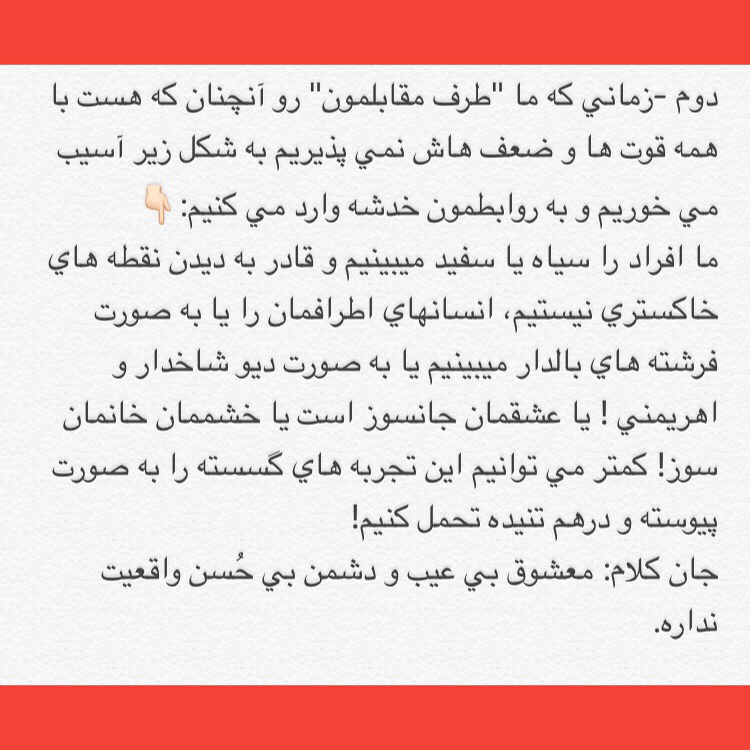 دوم -زماني كه ما "طرف مقابلمون" رو آنچنان كه هست با
همه قوت ها و ضعف هاش نمي پذيريم به شكل زير آسيب
مي خوريم و به روابطمون خدشه وارد مي كنيم: 👇🏻
ما افراد را سياه يا سفيد ميبينيم و قادر به ديدن نقطه هاي
خاكستري نيستيم، انسانهاي اطرافمان را يا به صورت
فرشته هاي بالدار ميبينيم يا به صورت ديو شاخدار و
اهريمني ! يا عشقمان جانسوز است يا خشممان خانمان
سوز! كمتر مي توانيم اين تجربه هاي گسسته را به صورت
پيوسته و درهم تنيده تحمل كنيم!
جان كلام: معشوق بي عيب و دشمن بي حُسن واقعيت
نداره.